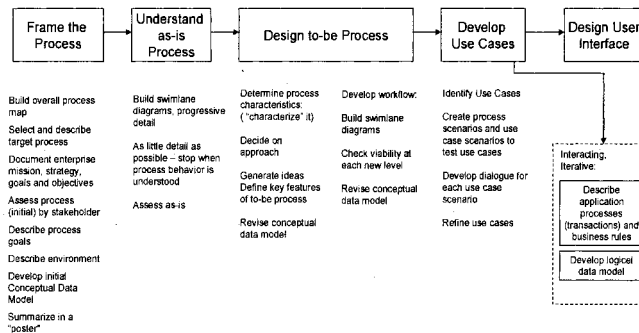 Frame the
Process
Understand
as-is
Process
Design to-be Process
Develop
Use Cases
Design User
Interface
Build overall process
map
Select and describe
target process
Document enterprise
mission, strategy,
goals and objectives
Assess process
(initial) by stakeholder
Describe process
goals
Describe environment
Develop initial
Conceptual Data
Model
Summarize in a
"poster"
Build swimlane
diagrams, progressive
detail
As little detail as
possible – stop when
process behavior is
understood
Assess as-is
Determine process
characteristics:
( "characterize" it)
Decide on
approach
Generate ideas
Define key features
of to-be process
Revise conceptual
data model
Develop workflow:
Build swimlane
diagrams
Check viability at
each new level
Revise conceptual
data model
Identify Use Cases
Create process
scenarios and use
case scenarios to
test use cases
Develop dialogue for
each use case
scenario
Refine use cases
Interacting,
Iterative:
Describe
application
processes
(transactions) and
business rules
Develop logical
data model